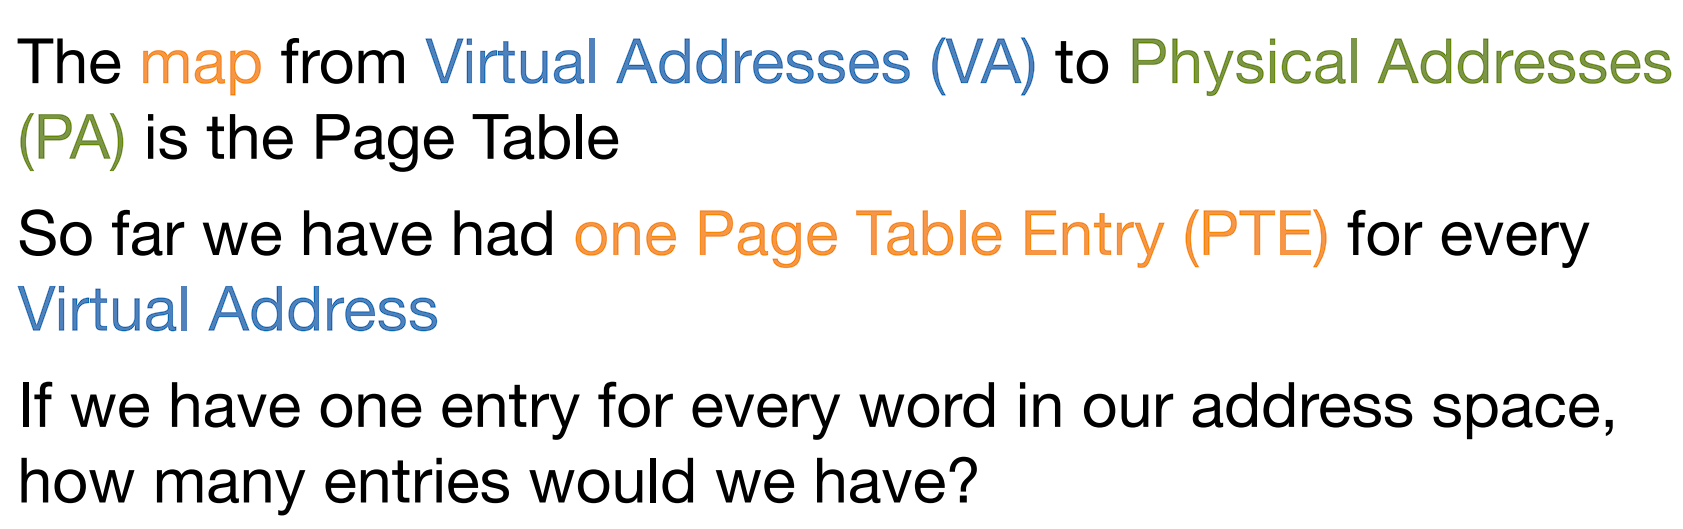 The map from Virtual Addresses (VA) to Physical Addresses
(PA) is the Page Table
So far we have had one Page Table Entry (PTE) for every
Virtual Address
If we have one entry for every word in our address space,
how many entries would we have?